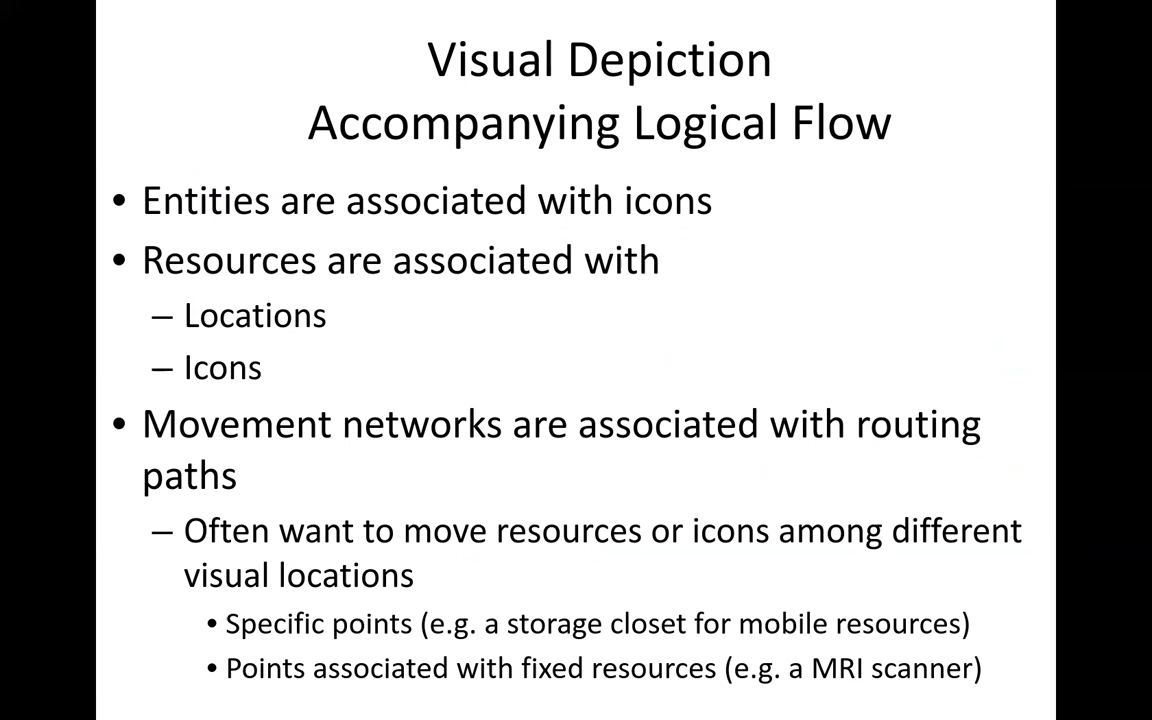 Visual Depiction
Accompanying Logical Flow
• Entities are associated with icons
• Resources are associated with
– Locations
– Icons
• Movement networks are associated with routing
paths
– Often want to move resources or icons among different
visual locations
• Specific points (e.g. a storage closet for mobile resources)
• Points associated with fixed resources (e.g. a MRI scanner)